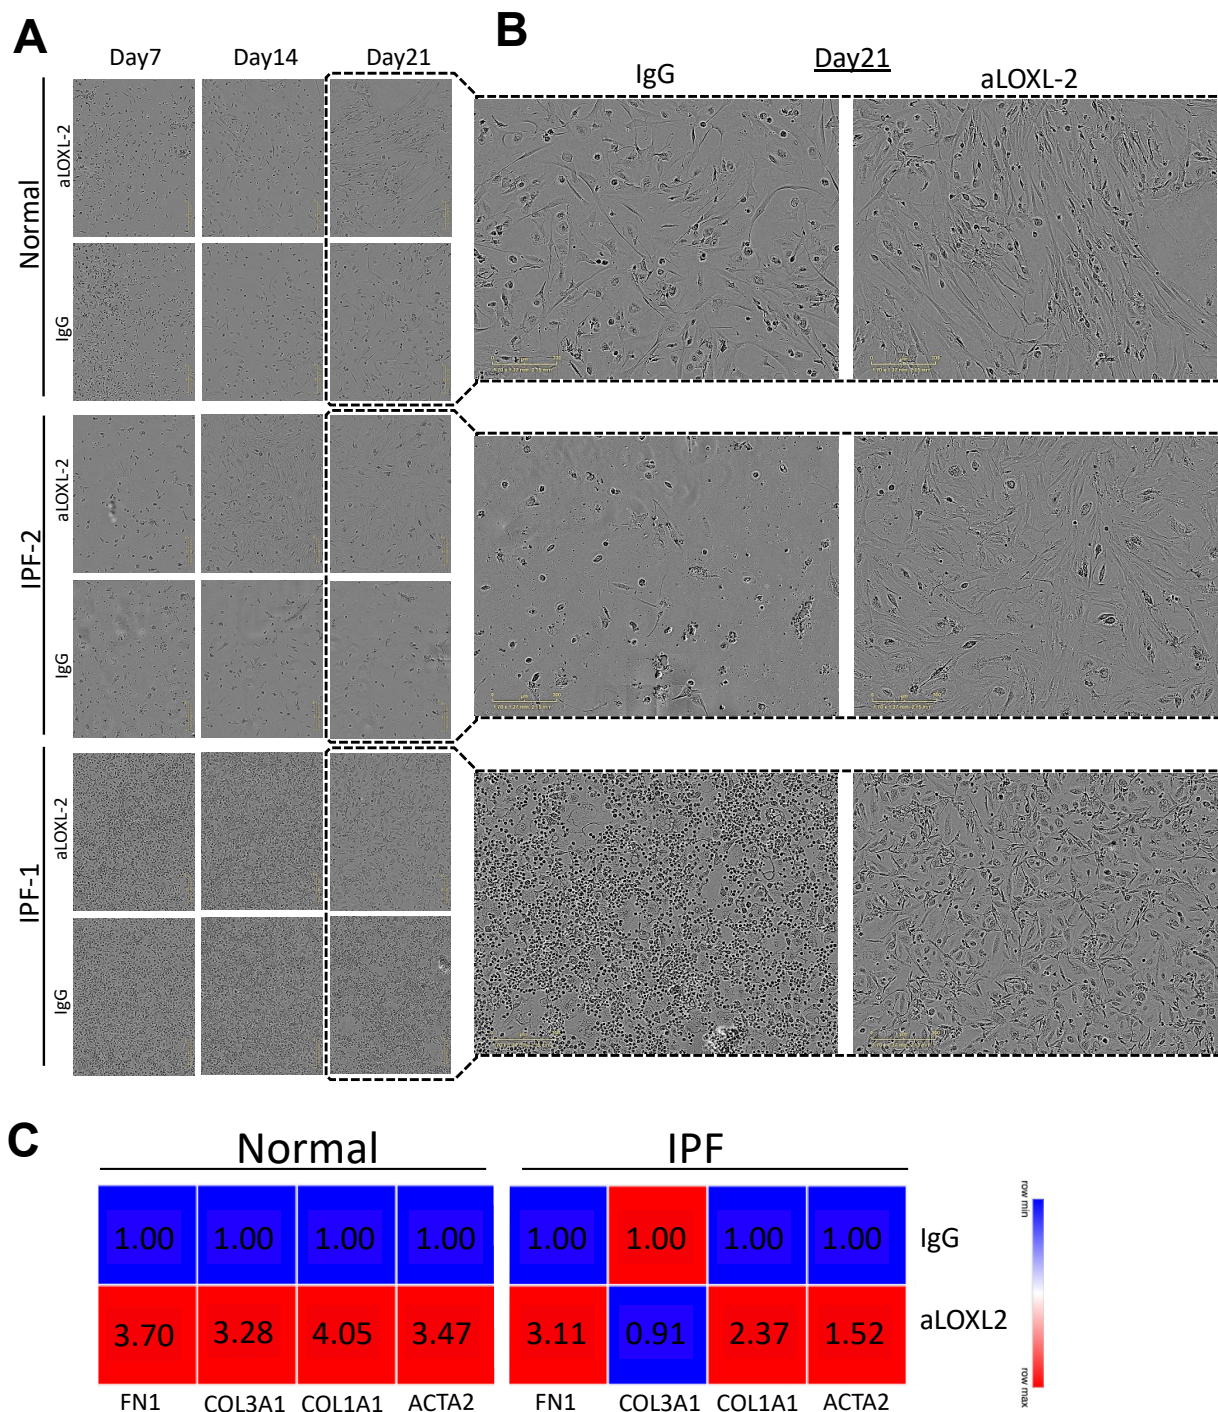 A
B
Day7 Day14 Day21
Day21
IgG aLOXL-2
Normal
aLOXL-2
IgG
IPF-2
aLOXL-2
IgG
IPF-1
aLOXL-2
IgG
C
Normal IPF
1.00 1.00 1.00 1.00 1.00 1.00 1.00 1.00 IgG
3.70 3.28 4.05 3.47 3.11 0.91 2.37 1.52 aLOXL2
FN1 COL3A1 COL1A1 ACTA2 FN1 COL3A1 COL1A1 ACTA2
row min
row max